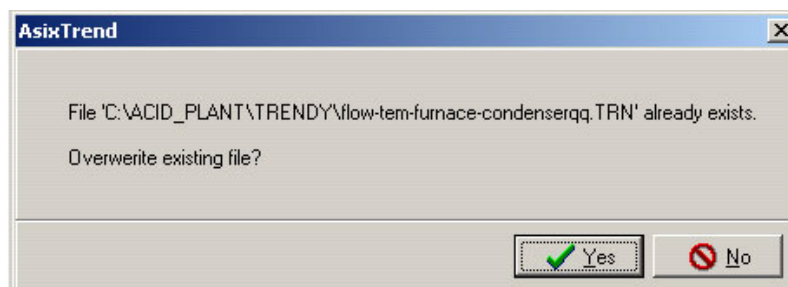 AsixTrend
File 'C:\ACID_PLANT\TRENDY\flow-tem-furnace-condenserqq.TRN' already exists.
Overwerite existing file?
Yes No